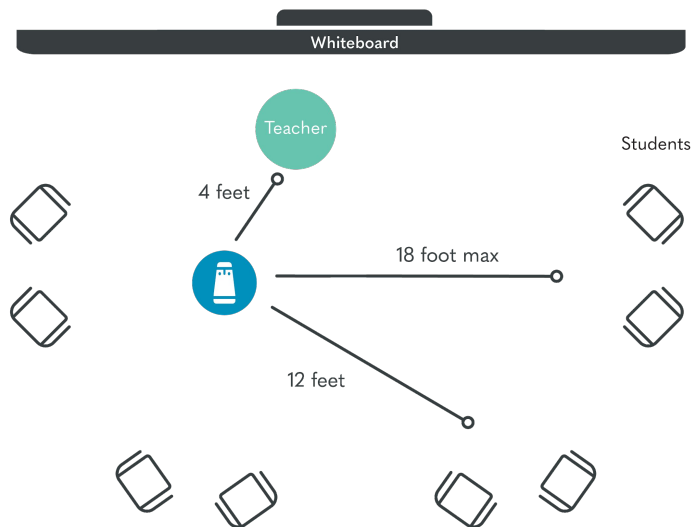 Whiteboard
Teacher
Students
4 feet
18 foot max
12 feet